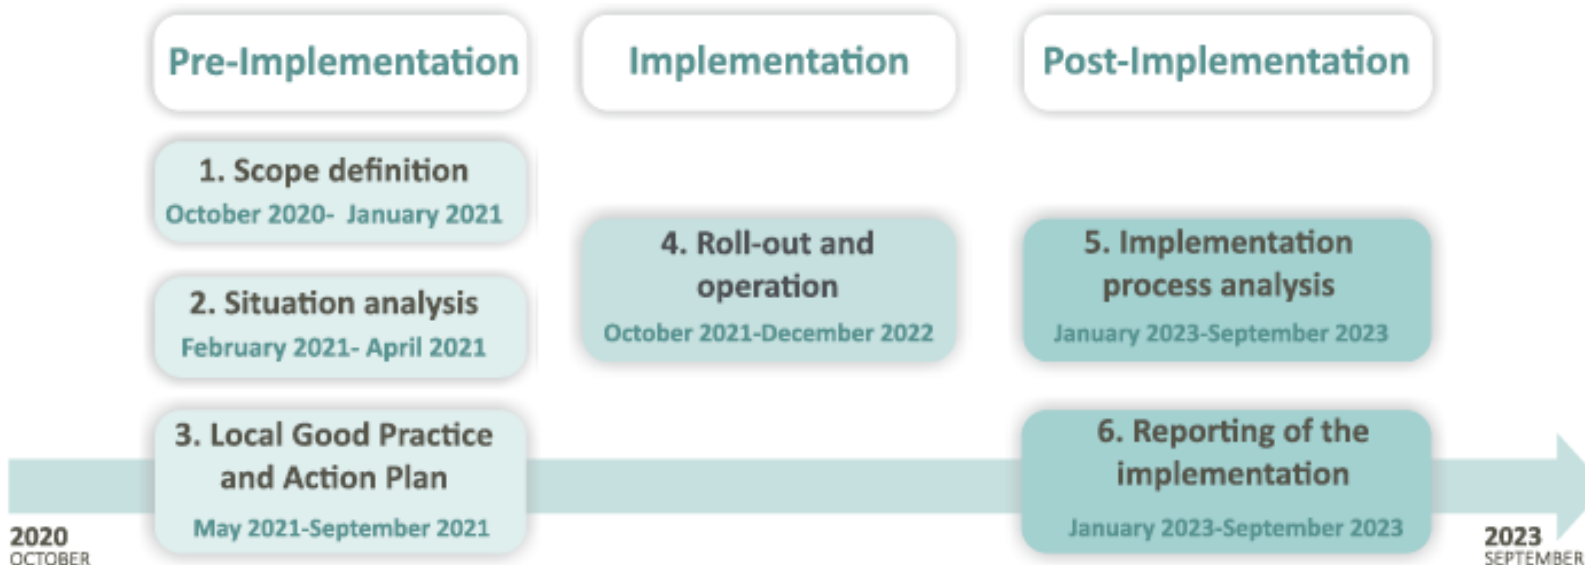 Pre-Implementation
1. Scope definition
October 2020- January 2021
2. Situation analysis
February 2021- April 2021
3. Local Good Practice
and Action Plan
May 2021-September 2021
Implementation
4. Roll-out and
operation
October 2021-December 2022
Post-Implementation
5. Implementation
process analysis
January 2023-September 2023
6. Reporting of the
implementation
January 2023-September 2023
2020
OCTOBER
2023
SEPTEMBER